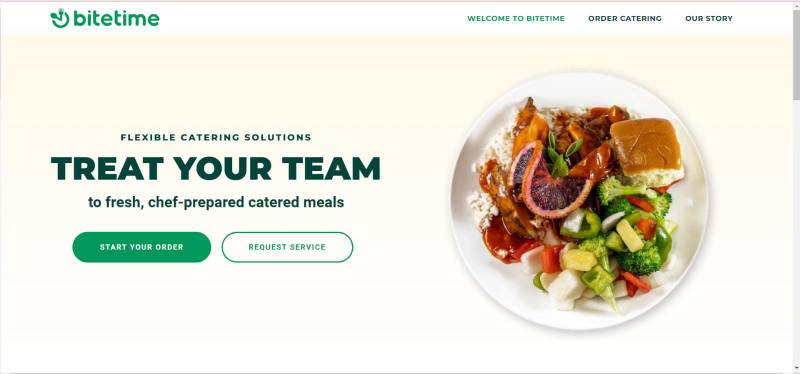 bitetime
WELCOME TO BITETIME
ORDER CATERING
OUR STORY
FLEXIBLE CATERING SOLUTIONS
TREAT YOUR TEAM
to fresh, chef-prepared catered meals
START YOUR ORDER
REQUEST SERVICE